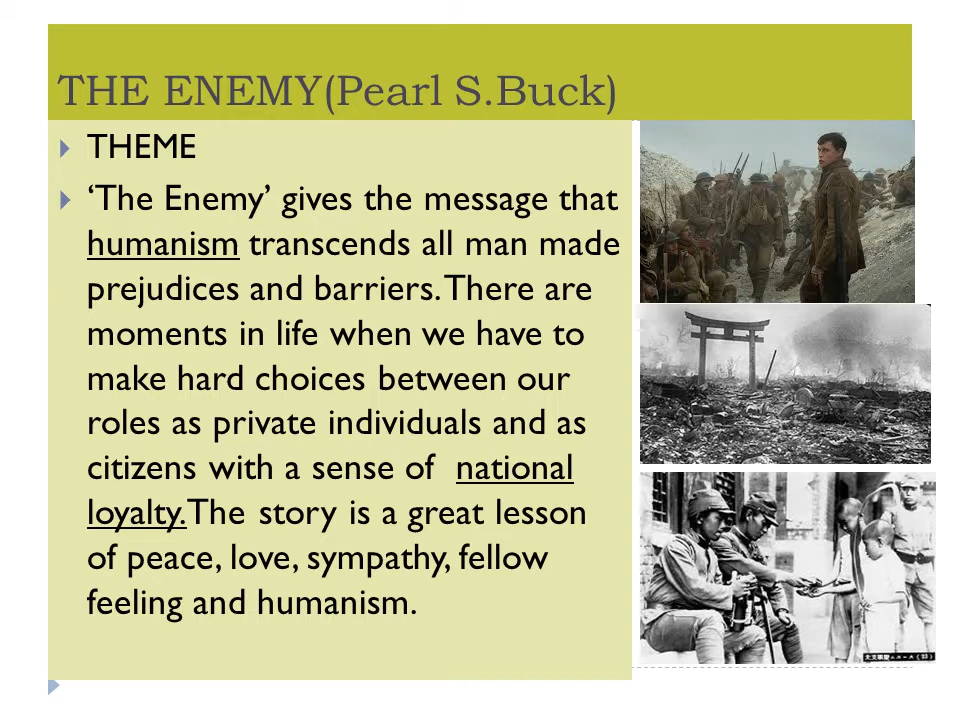 THE ENEMY(Pearl S.Buck)
THEME
‘The Enemy’ gives the message that
humanism transcends all man made
prejudices and barriers. There are
moments in life when we have to
make hard choices between our
roles as private individuals and as
citizens with a sense of national
loyalty. The story is a great lesson
of peace, love, sympathy, fellow
feeling and humanism.